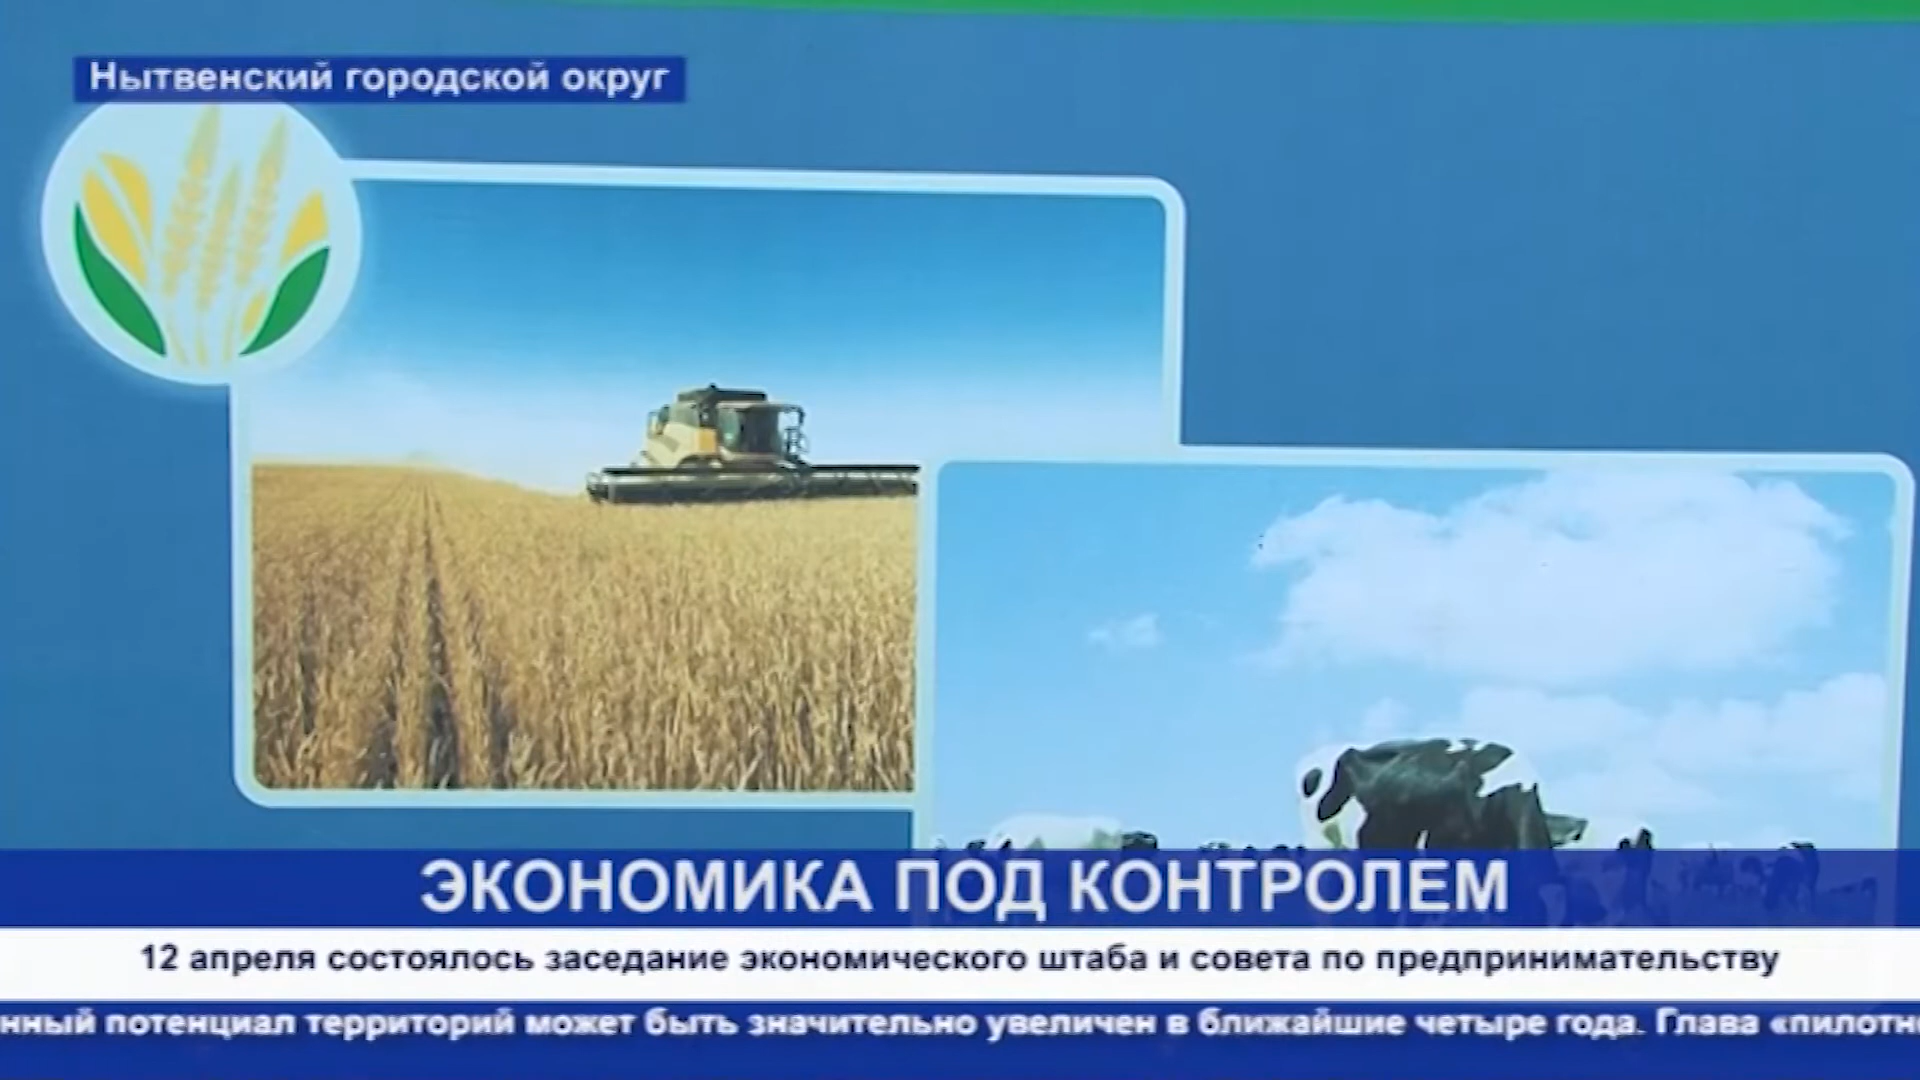 Нытвенский городской округ
ЭКОНОМИКА ПОД КОНТРОЛЕМ
12 апреля состоялось заседание экономического штаба и совета по предпринимательству
нный потенциал территорий может быть значительно увеличен в ближайшие четыре года. Глава «пилотн